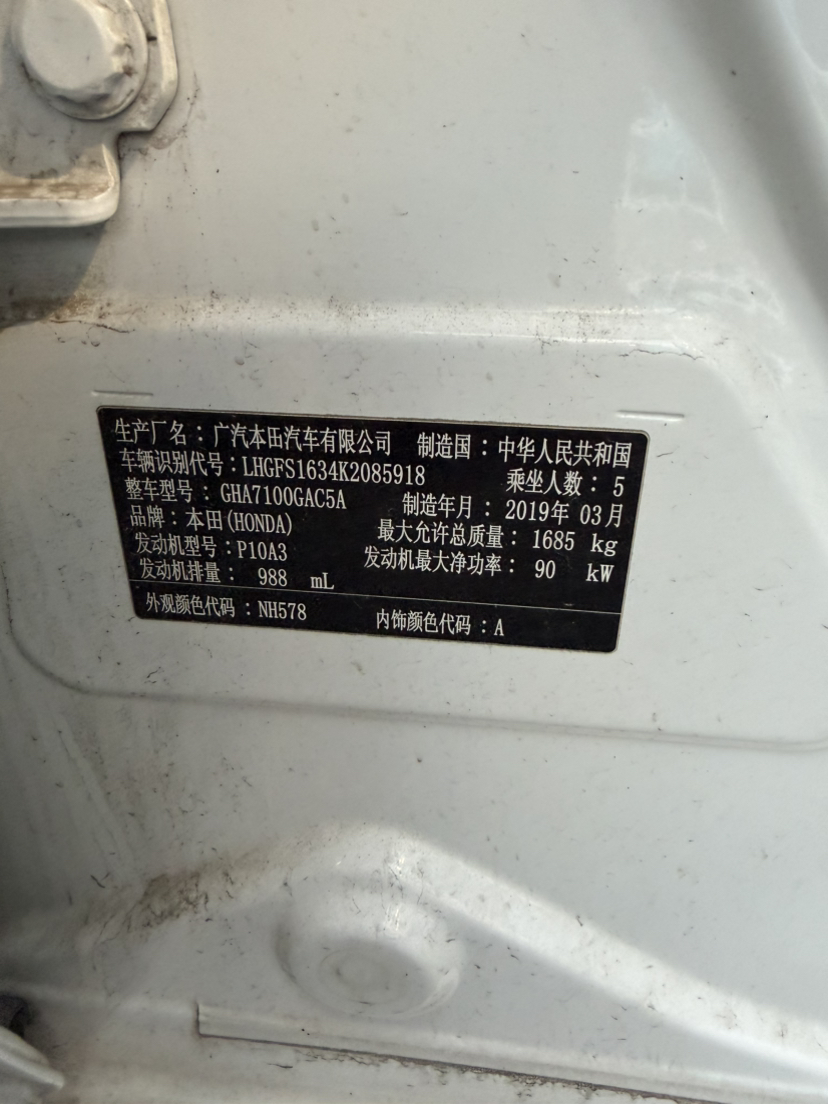 生产厂名：广汽本田汽车有限公司 制造国：中华人民共和国
车辆识别代号：LHGFS1634K2085918 乘坐人数：5
整车型号：GHA7100GAC5A 制造年月：2019年 03月
品牌：本田(HONDA) 最大允许总质量：1685 kg
发动机型号：P10A3 发动机最大净功率：90 kW
发动机排量：988 mL
外观颜色代码：NH578 内饰颜色代码：A